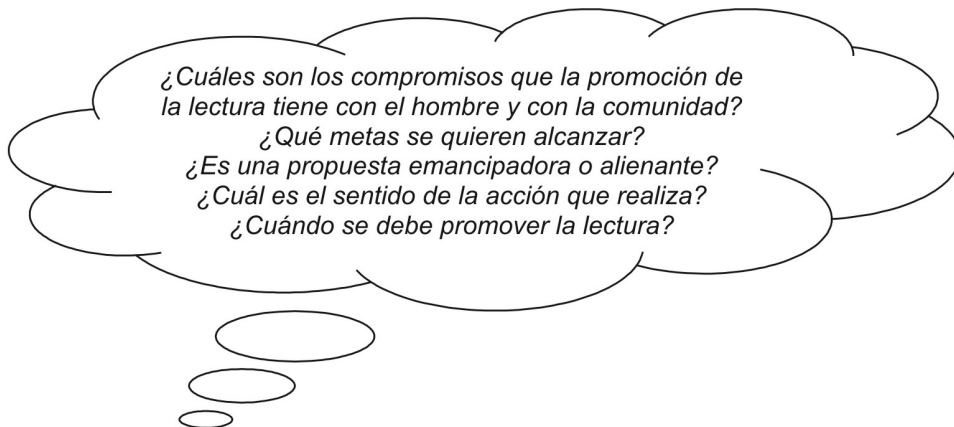 ¿Cuáles son los compromisos que la promoción de
la lectura tiene con el hombre y con la comunidad?
¿Qué metas se quieren alcanzar?
¿Es una propuesta emancipadora o alienante?
¿Cuál es el sentido de la acción que realiza?
¿Cuándo se debe promover la lectura?